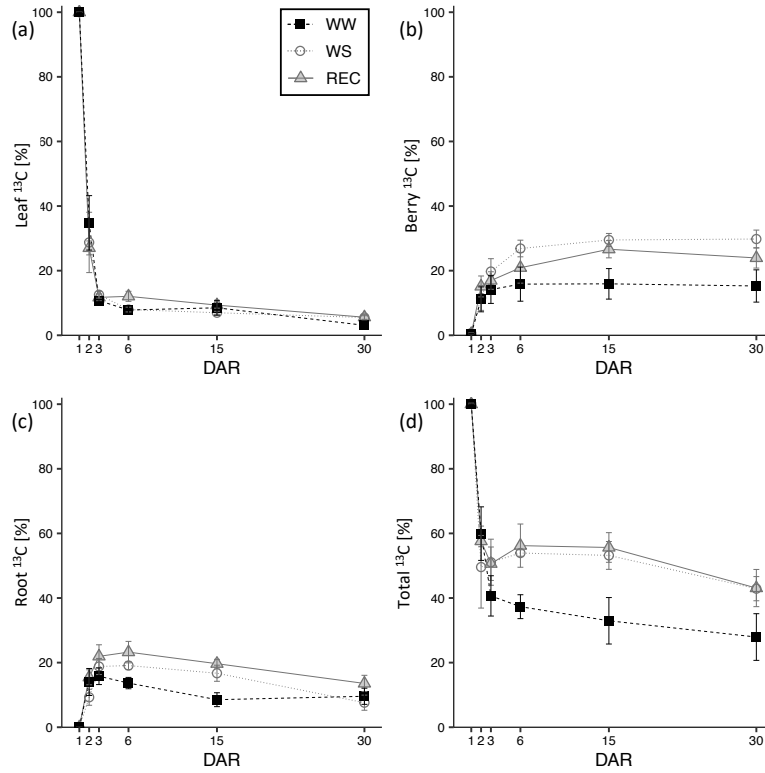 (a)
WW
WS
REC
100
80
60
40
20
0
Leaf ¹³C [%]
1 2 3 6 15 30
DAR
(b)
100
80
60
40
20
0
Berry ¹³C [%]
1 2 3 6 15 30
DAR
(c)
100
80
60
40
20
0
Root ¹³C [%]
1 2 3 6 15 30
DAR
(d)
100
80
60
40
20
0
Total ¹³C [%]
1 2 3 6 15 30
DAR